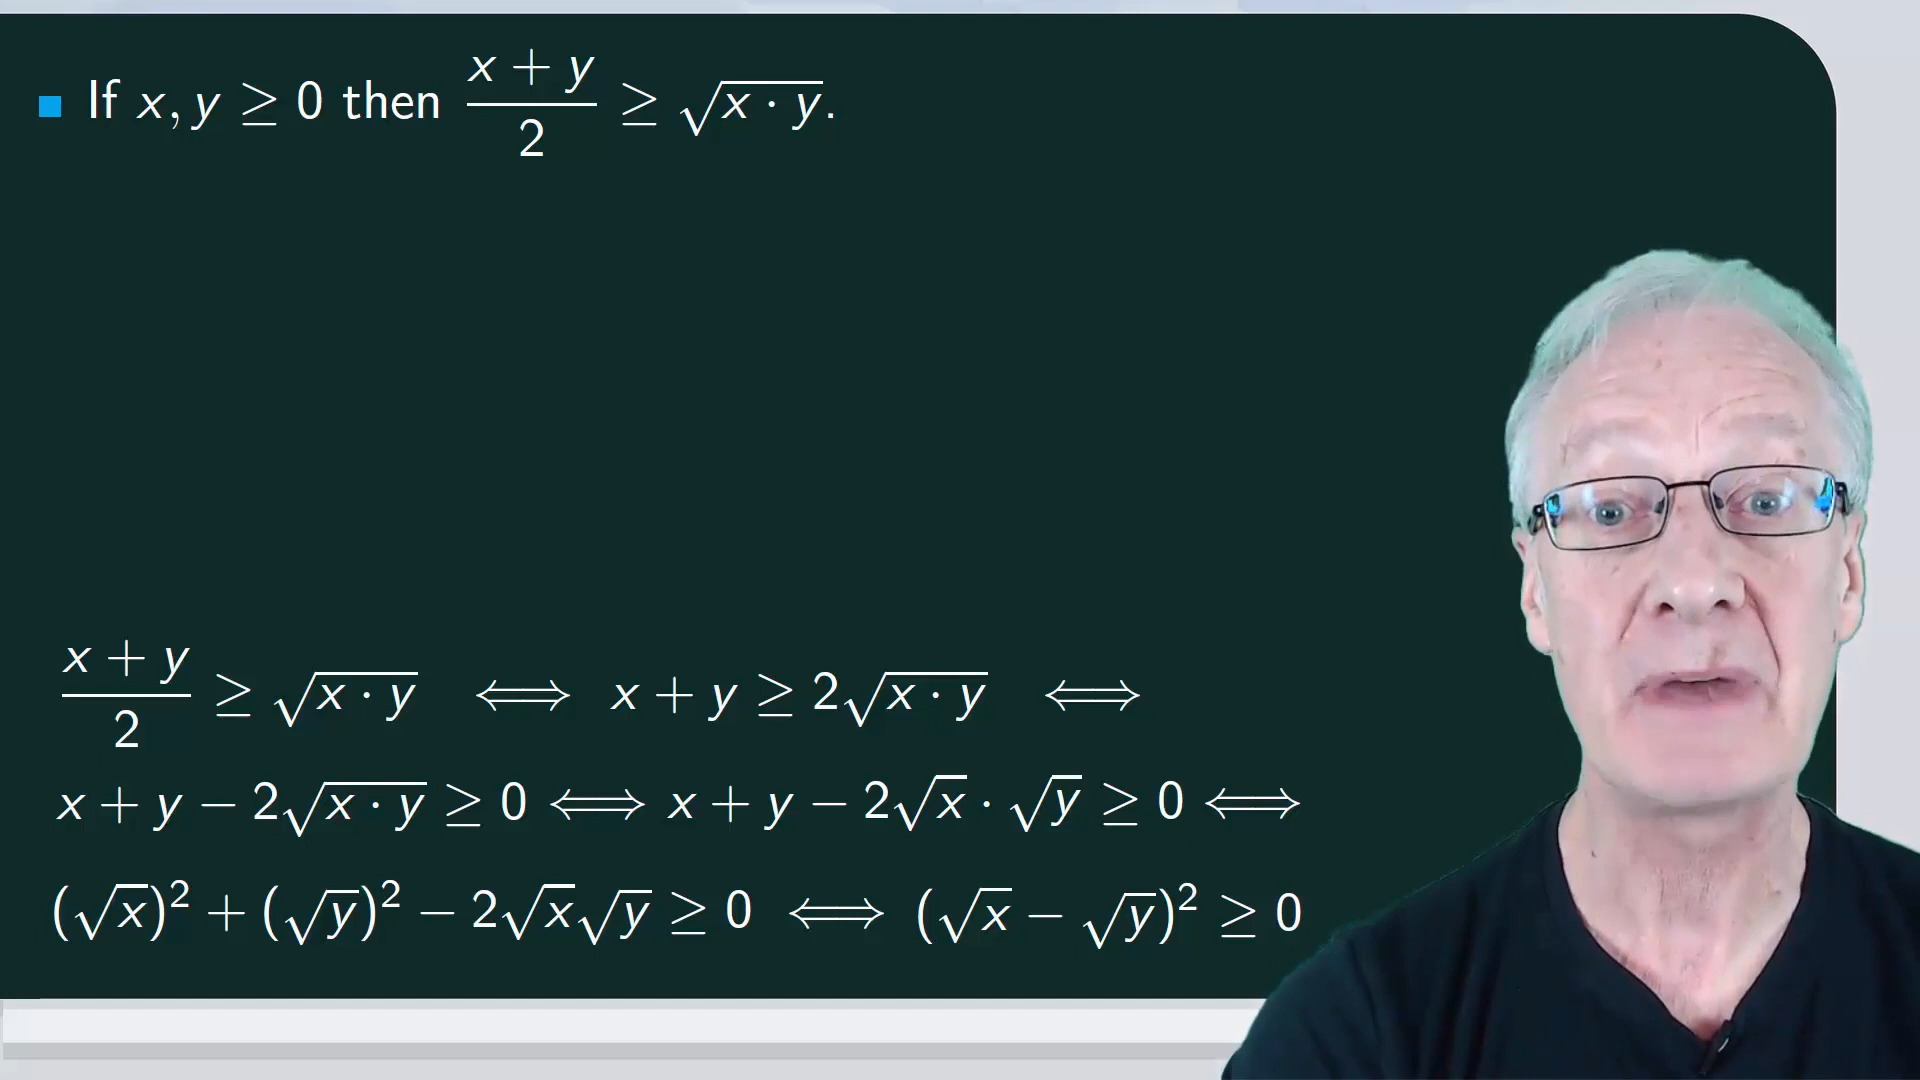 If x, y ≥ 0 then (x + y)/2 ≥ √(x · y).
(x + y)/2 ≥ √(x · y) ⟺ x + y ≥ 2√(x · y) ⟺
x + y − 2√(x · y) ≥ 0 ⟺ x + y − 2√x · √y ≥ 0 ⟺
(√x)² + (√y)² − 2√x√y ≥ 0 ⟺ (√x − √y)² ≥ 0